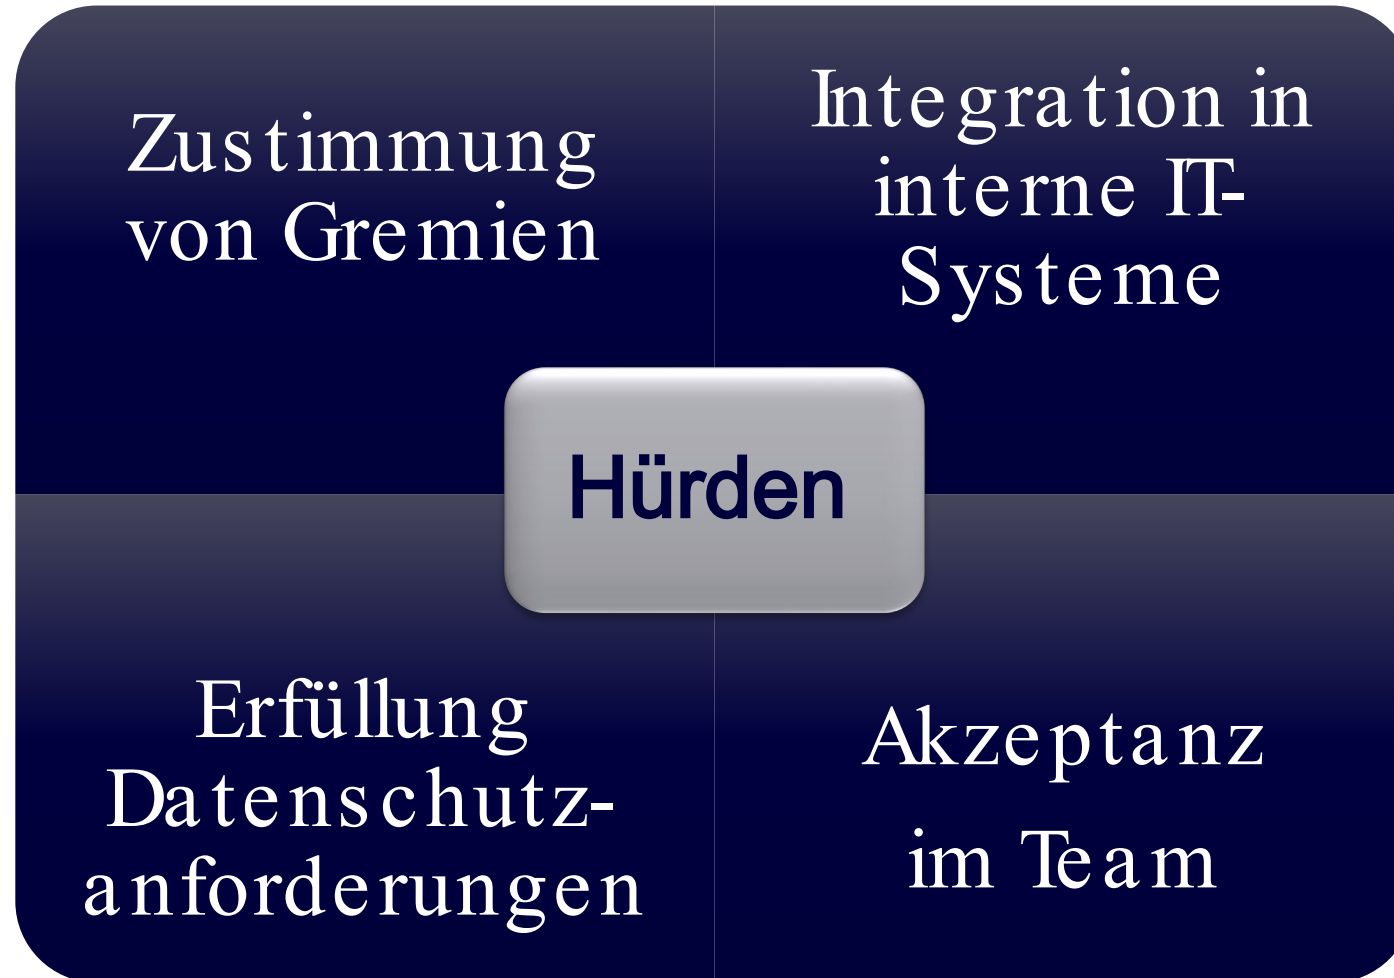 Zustimmung
von Gremien
Integration in
interne IT-
Systeme
Hürden
Erfüllung
Datenschutz-
anforderungen
Akzeptanz
im Team